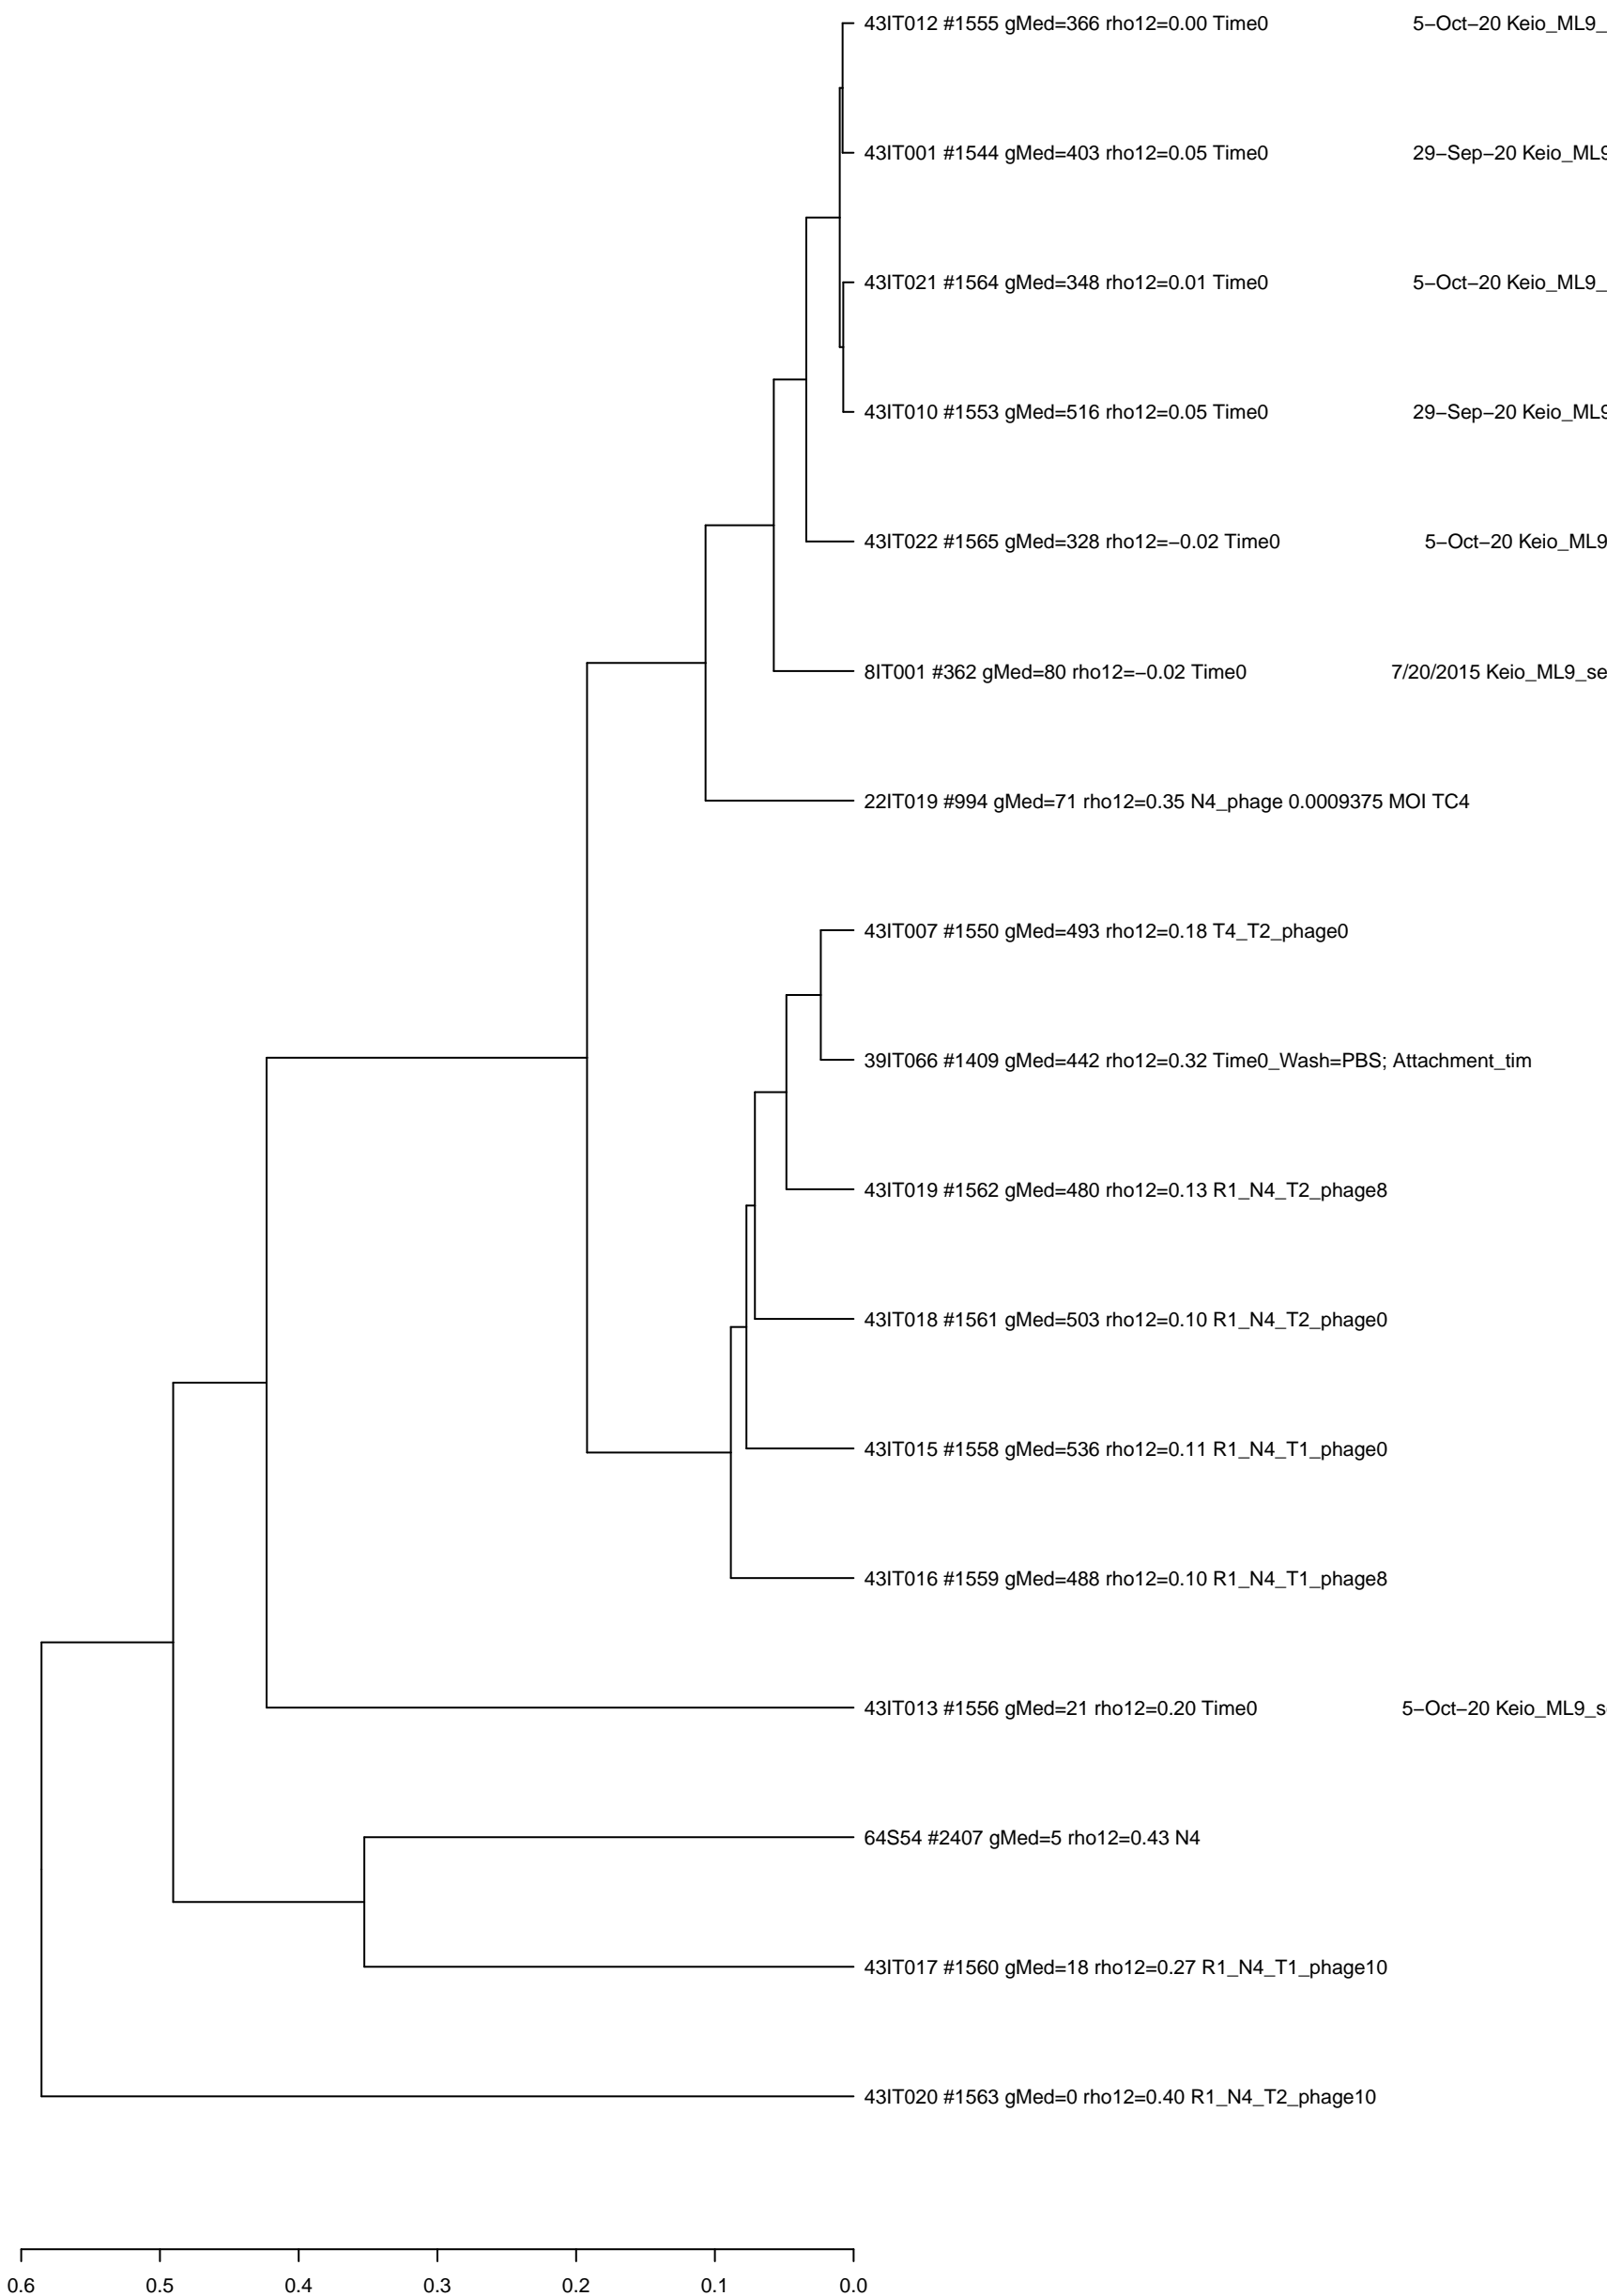 43IT012 #1555 gMed=366 rho12=0.00 Time0 5−Oct−20 Keio_ML9_
43IT001 #1544 gMed=403 rho12=0.05 Time0 29−Sep−20 Keio_ML9
43IT021 #1564 gMed=348 rho12=0.01 Time0 5−Oct−20 Keio_ML9_
43IT010 #1553 gMed=516 rho12=0.05 Time0 29−Sep−20 Keio_ML9
43IT022 #1565 gMed=328 rho12=−0.02 Time0 5−Oct−20 Keio_ML9
8IT001 #362 gMed=80 rho12=−0.02 Time0 7/20/2015 Keio_ML9_se
22IT019 #994 gMed=71 rho12=0.35 N4_phage 0.0009375 MOI TC4
43IT007 #1550 gMed=493 rho12=0.18 T4_T2_phage0
39IT066 #1409 gMed=442 rho12=0.32 Time0_Wash=PBS; Attachment_tim
43IT019 #1562 gMed=480 rho12=0.13 R1_N4_T2_phage8
43IT018 #1561 gMed=503 rho12=0.10 R1_N4_T2_phage0
43IT015 #1558 gMed=536 rho12=0.11 R1_N4_T1_phage0
43IT016 #1559 gMed=488 rho12=0.10 R1_N4_T1_phage8
43IT013 #1556 gMed=21 rho12=0.20 Time0 5−Oct−20 Keio_ML9_s
64S54 #2407 gMed=5 rho12=0.43 N4
43IT017 #1560 gMed=18 rho12=0.27 R1_N4_T1_phage10
43IT020 #1563 gMed=0 rho12=0.40 R1_N4_T2_phage10
0.6 0.5 0.4 0.3 0.2 0.1 0.0